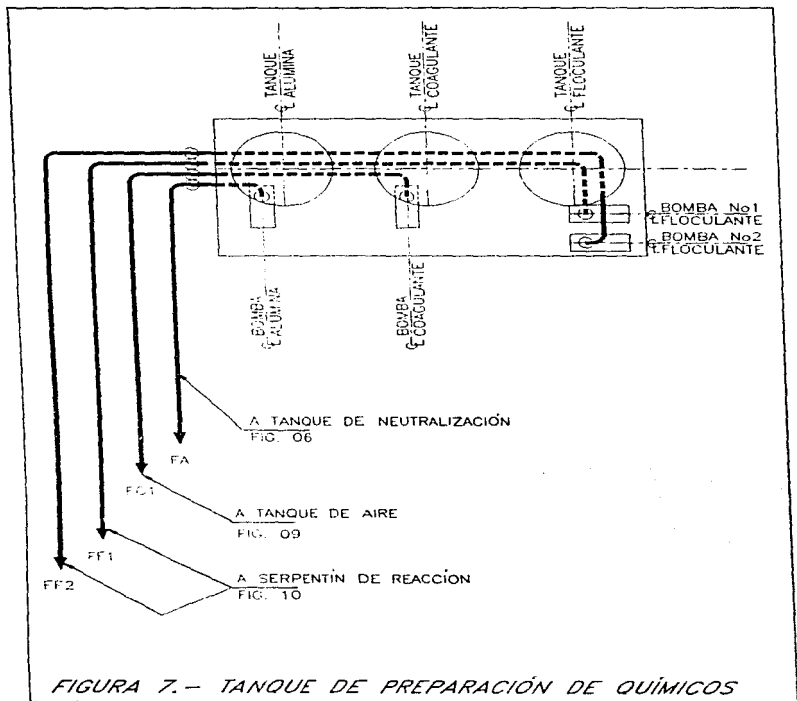 TANQUE
℄ ALUMINA
TANQUE
℄ COAGULANTE
TANQUE
℄ FLOCULANTE
BOMBA No1
℄ FLOCULANTE
BOMBA No2
℄ FLOCULANTE
BOMBA
℄ ALUMINA
BOMBA
℄ COAGULANTE
A TANQUE DE NEUTRALIZACIÓN
FIG. 06
FA
FC1
A TANQUE DE AIRE
FIG. 09
FF1
FF2
A SERPENTÍN DE REACCÍON
FIG. 10
FIGURA 7.- TANQUE DE PREPARACIÓN DE QUÍMICOS